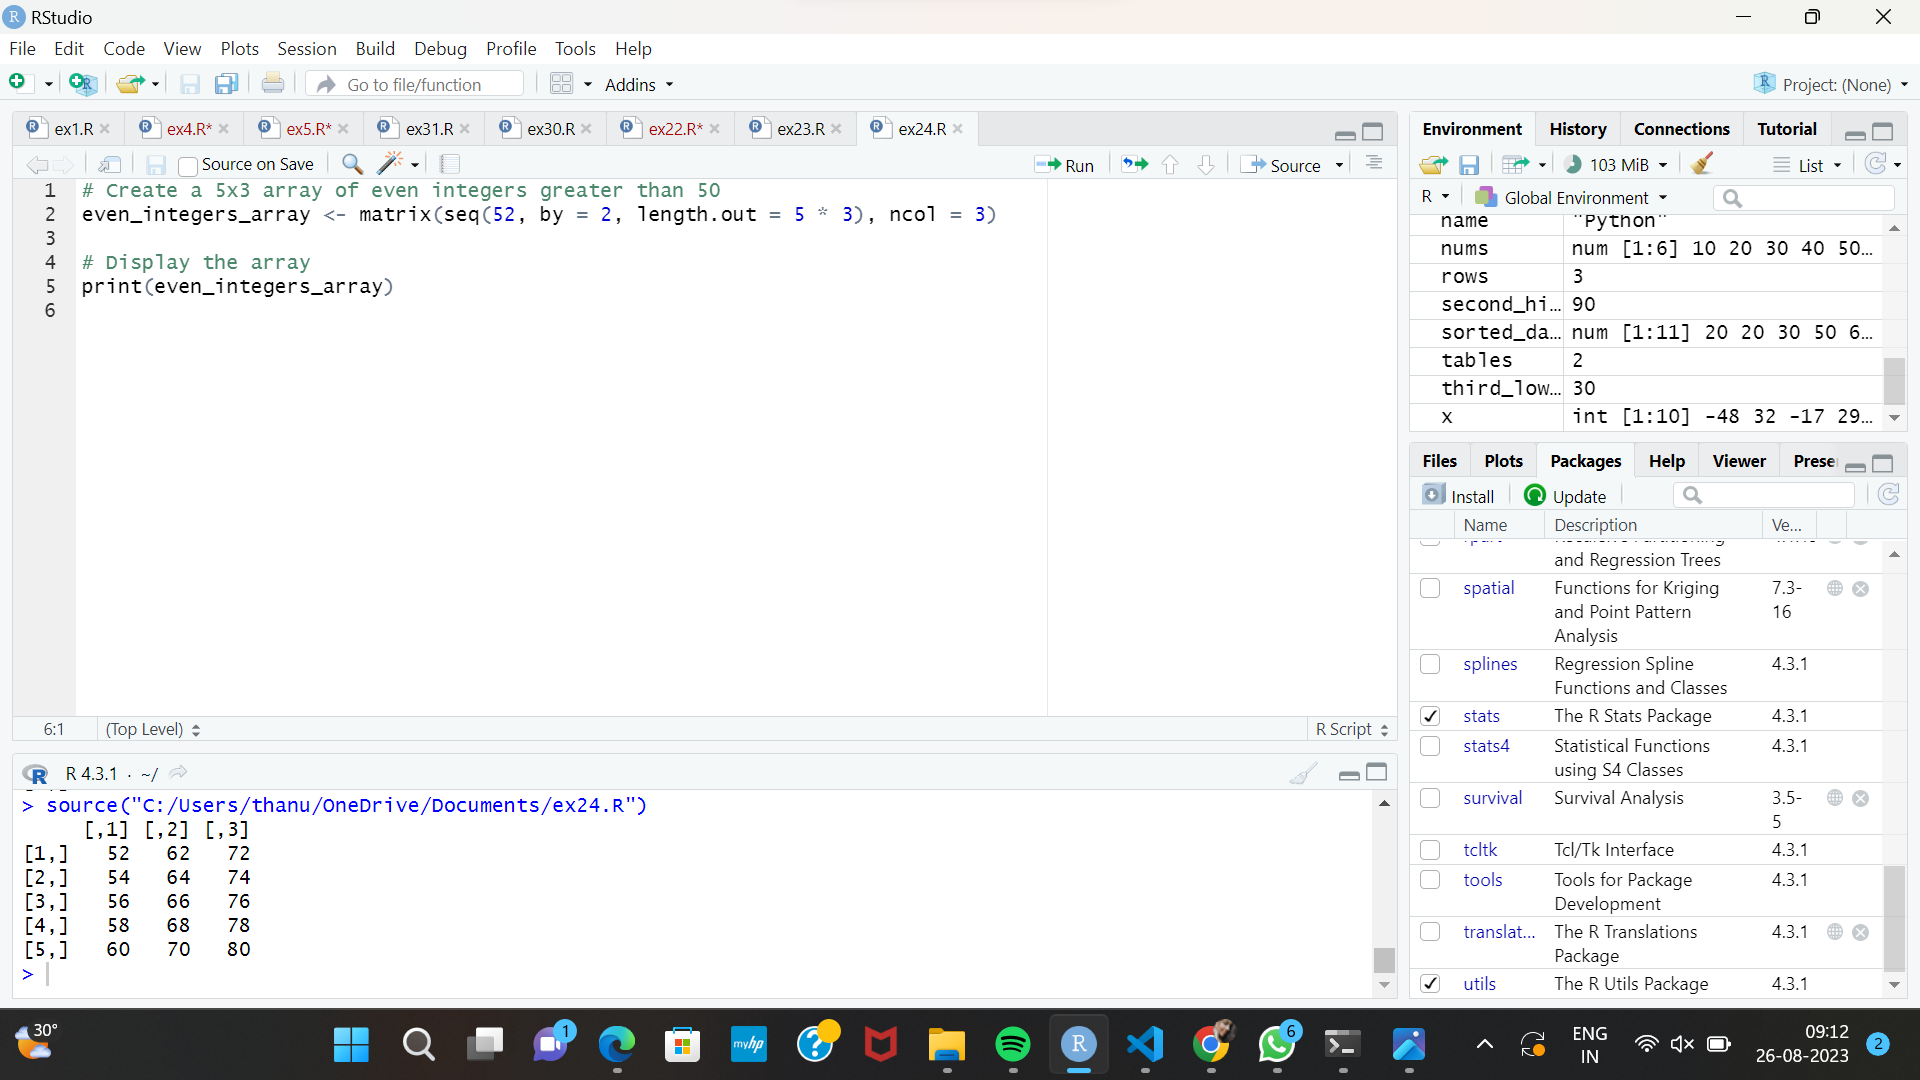 RStudio
File Edit Code View Plots Session Build Debug Profile Tools Help
Go to file/function Addins Project: (None)
ex1.R ex4.R* ex5.R* ex31.R ex30.R ex22.R* ex23.R ex24.R
Source on Save Run Source
1 # Create a 5x3 array of even integers greater than 50
2 even_integers_array <- matrix(seq(52, by = 2, length.out = 5 * 3), ncol = 3)
3
4 # Display the array
5 print(even_integers_array)
6
6:1 (Top Level) R Script
R 4.3.1 · ~/
> source("C:/Users/thanu/OneDrive/Documents/ex24.R")
[,1] [,2] [,3]
[1,] 52 62 72
[2,] 54 64 74
[3,] 56 66 76
[4,] 58 68 78
[5,] 60 70 80
>
Environment History Connections Tutorial
103 MiB List
R Global Environment
name "Python"
nums num [1:6] 10 20 30 40 50...
rows 3
second_hi... 90
sorted_da... num [1:11] 20 20 30 50 6...
tables 2
third_low... 30
x int [1:10] -48 32 -17 29...
Files Plots Packages Help Viewer Prese
Install Update
Name Description Ve...
and Regression Trees
spatial Functions for Kriging 7.3-
and Point Pattern 16
Analysis
splines Regression Spline 4.3.1
Functions and Classes
stats The R Stats Package 4.3.1
stats4 Statistical Functions 4.3.1
using S4 Classes
survival Survival Analysis 3.5-
5
tcltk Tcl/Tk Interface 4.3.1
tools Tools for Package 4.3.1
Development
translat... The R Translations 4.3.1
Package
utils The R Utils Package 4.3.1
30°
1
myhp
R
6
ENG
IN
09:12
26-08-2023
2